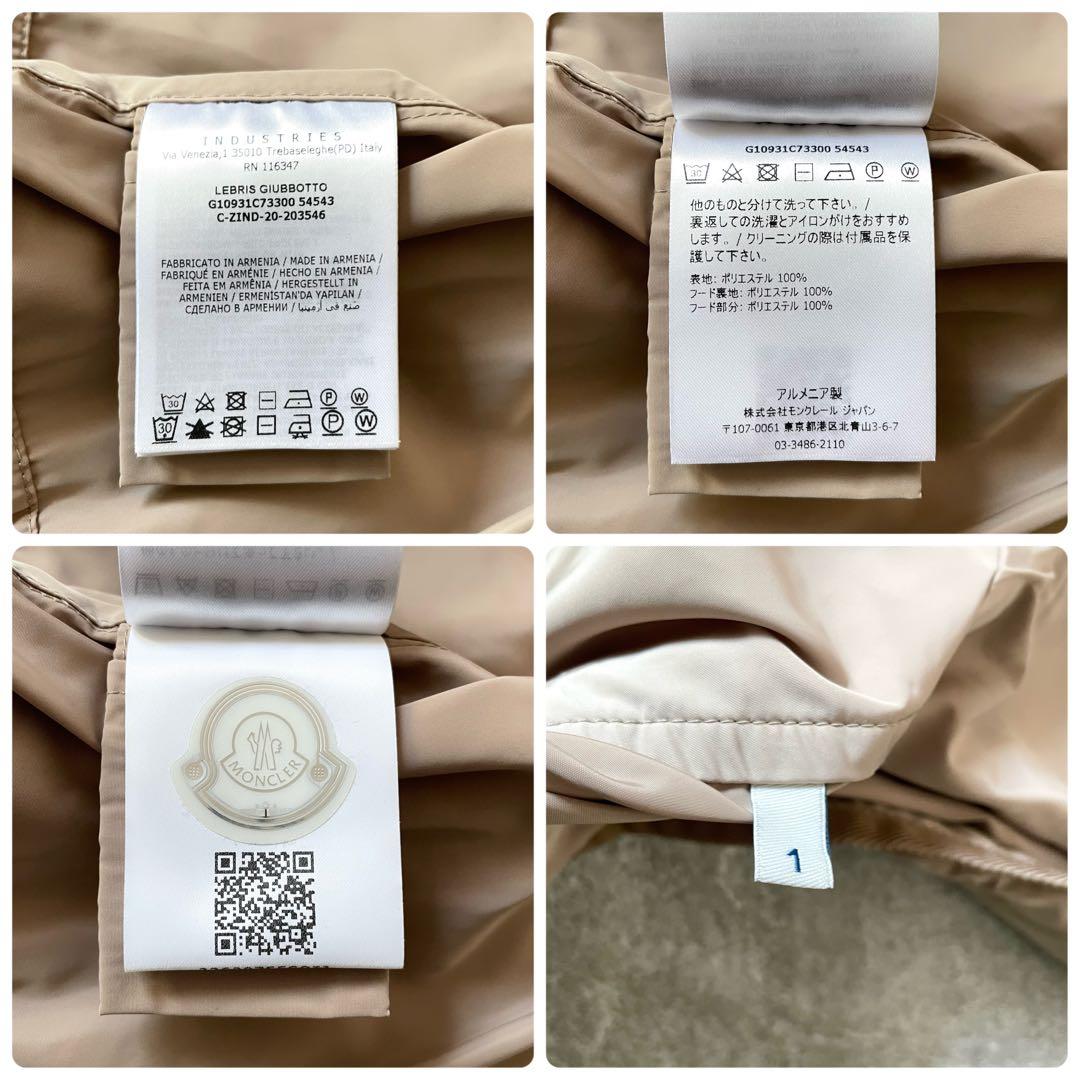 INDUSTRIES
Via Venezia,1 35010 Trebaseleghe(PD) Italy
RN 116347
LEBRIS GIUBBOTTO
G10931C73300 54543
C-ZIND-20-203546
FABBRICATO IN ARMENIA / MADE IN ARMENIA /
FABRIQUÉ EN ARMÉNIE / HECHO EN ARMENIA /
FEITA EM ARMÊNIA / HERGESTELLT IN
ARMENIEN / ERMENİSTAN'DA YAPILAN /
СДЕЛАНО В АРМЕНИИ / صنع في أرمينيا
30 P W
30 P W
G10931C73300 54543
30 P W
他のものと分けて洗って下さい。/
裏返しての洗濯とアイロンがけをおすすめ
します。/ クリーニングの際は付属品を保
護して下さい。
表地: ポリエステル 100%
フード裏地: ポリエステル 100%
フード部分: ポリエステル 100%
アルメニア製
株式会社モンクレール ジャパン
〒107-0061 東京都港区北青山3-6-7
03-3486-2110
MONCLER
1